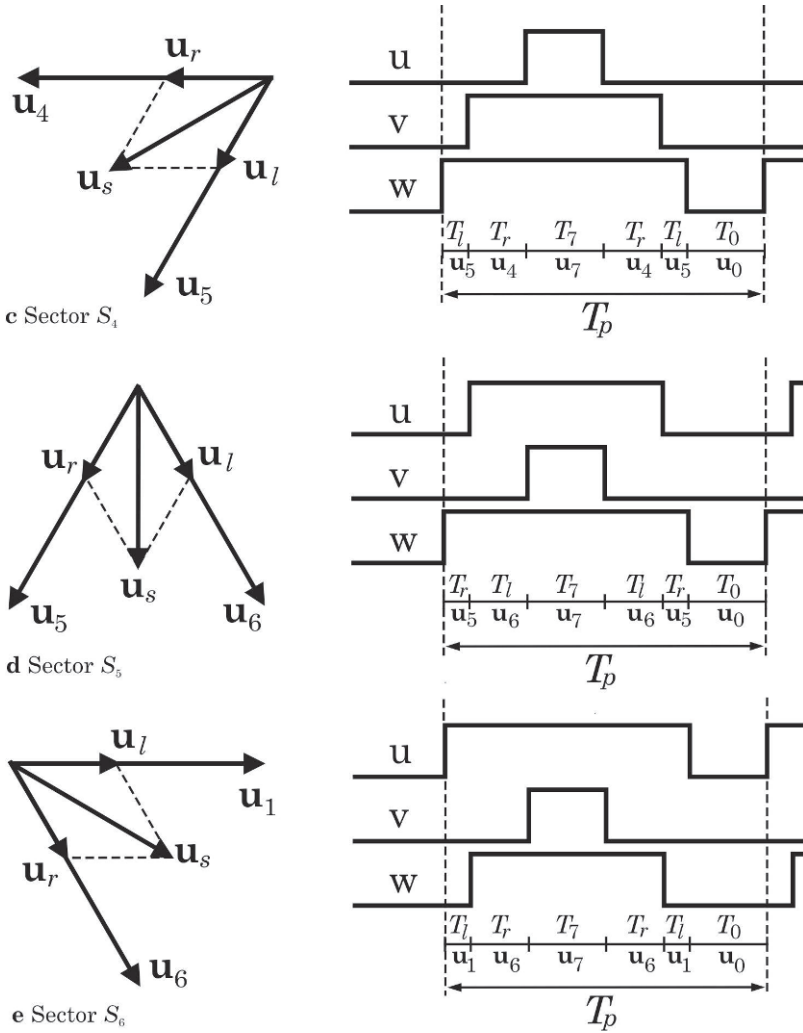 u_r
u_4
u_s
u_l
u_5
c Sector S_4
u
v
w
T_l T_r T_7 T_r T_l T_0
u_5 u_4 u_7 u_4 u_5 u_0
T_p
u_r
u_l
u_s
u_5
u_6
d Sector S_5
u
v
w
T_r T_l T_7 T_l T_r T_0
u_5 u_6 u_7 u_6 u_5 u_0
T_p
u_l
u_1
u_s
u_r
u_6
e Sector S_6
u
v
w
T_l T_r T_7 T_r T_l T_0
u_1 u_6 u_7 u_6 u_1 u_0
T_p